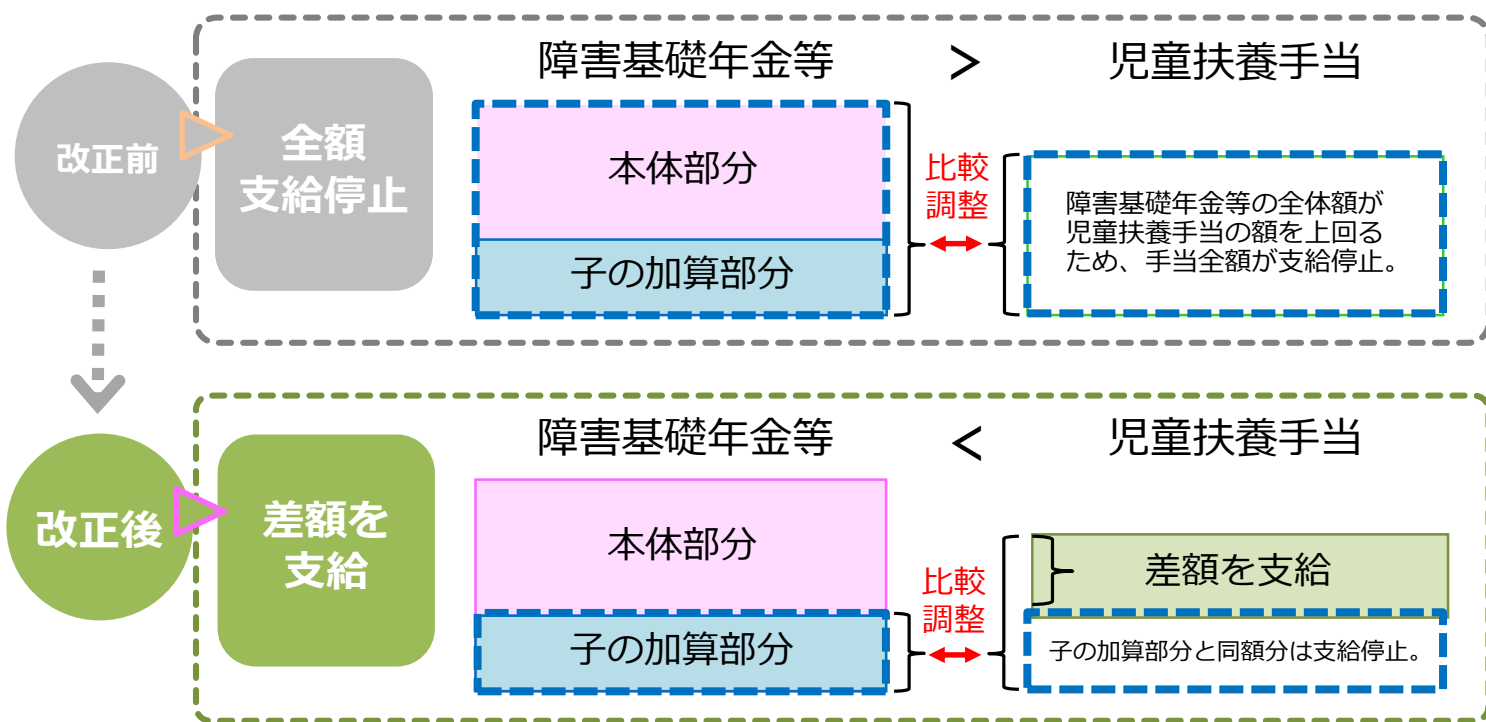 改正前
全額
支給停止
障害基礎年金等
>
児童扶養手当
本体部分
子の加算部分
比較
調整
障害基礎年金等の全体額が
児童扶養手当の額を上回る
ため、手当全額が支給停止。
改正後
差額を
支給
障害基礎年金等
<
児童扶養手当
本体部分
子の加算部分
比較
調整
差額を支給
子の加算部分と同額分は支給停止。